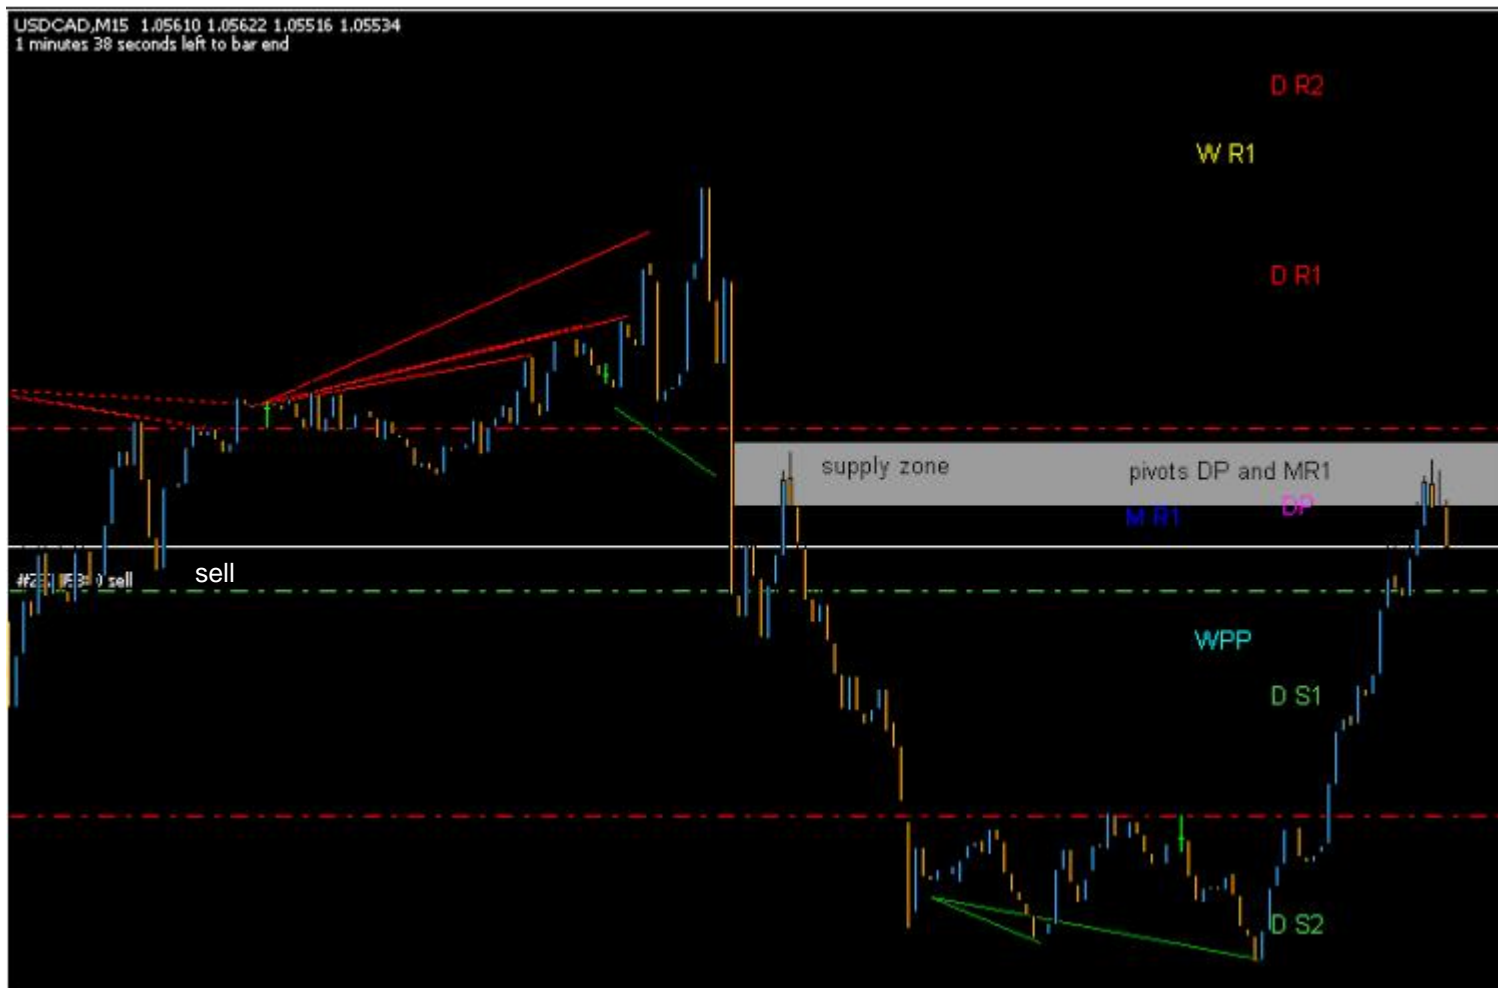 USDCAD,M15 1.05610 1.05622 1.05516 1.05534
1 minutes 38 seconds left to bar end
D R2
W R1
D R1
supply zone
pivots DP and MR1
DP
M R1
sell
sell
WPP
D S1
D S2